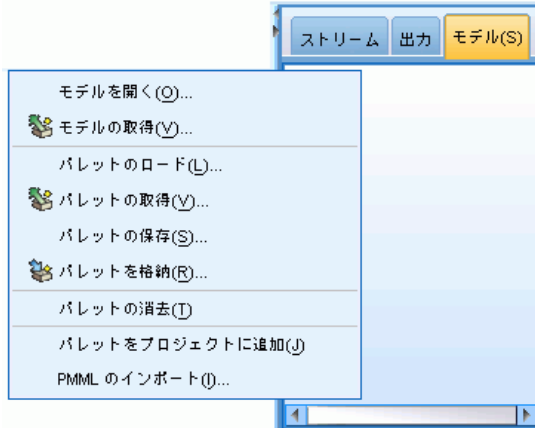 ストリーム 出力 モデル(S)
モデルを開く(O)...
モデルの取得(V)...
パレットのロード(L)...
パレットの取得(V)...
パレットの保存(S)...
パレットを格納(R)...
パレットの消去(T)
パレットをプロジェクトに追加(J)
PMML のインポート(I)...